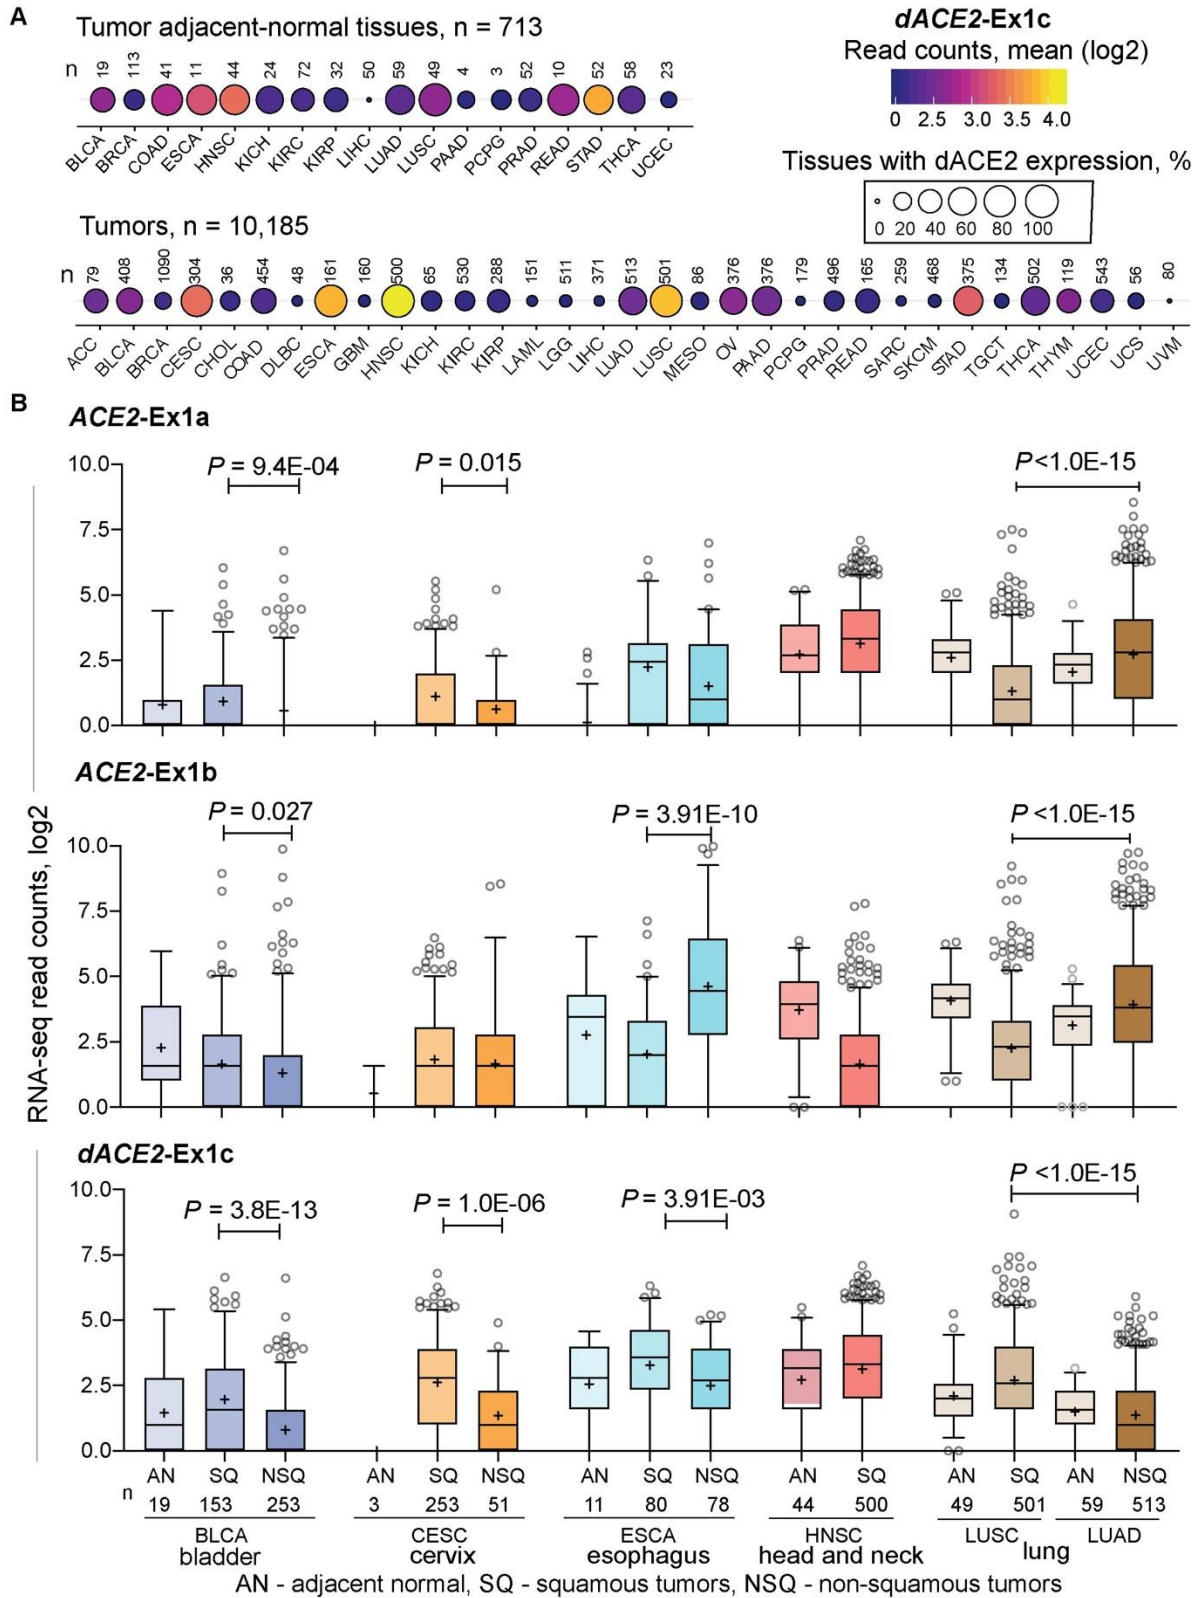 A
Tumor adjacent-normal tissues, n = 713
n 19 113 41 11 44 24 72 32 50 59 49 4 3 52 10 52 58 23
BLCA BRCA COAD ESCA HNSC KICH KIRC KIRP LIHC LUAD LUSC PAAD PCPG PRAD READ STAD THCA UCEC
dACE2-Ex1c
Read counts, mean (log2)
0 2.5 3.5 4.0
Tissues with dACE2 expression, %
0 20 40 60 80 100
Tumors, n = 10,185
n 79 408 1090 304 36 454 48 161 160 500 65 530 288 151 511 371 513 501 86 376 376 179 496 165 259 468 375 134 502 119 543 56 80
ACC BLCA BRCA CESC CHOL COAD DLBC ESCA GBM HNSC KICH KIRC KIRP LAML LGG LIHC LUAD LUSC MESO OV PAAD PCPG PRAD READ SARC SKCM STAD TGCT THCA THYM UCEC UCS UVM
B
ACE2-Ex1a
P = 9.4E-04 P = 0.015 P <1.0E-15
10.0
7.5
5.0
2.5
0.0
ACE2-Ex1b
P = 0.027 P = 3.91E-10 P <1.0E-15
10.0
7.5
5.0
2.5
0.0
RNA-seq read counts, log2
dACE2-Ex1c
P = 3.8E-13 P = 1.0E-06 P = 3.91E-03 P <1.0E-15
10.0
7.5
5.0
2.5
0.0
AN SQ NSQ AN SQ NSQ AN SQ NSQ AN SQ AN SQ AN NSQ
n 19 153 253 3 253 51 11 80 78 44 500 49 501 59 513
BLCA CESC ESCA HNSC LUSC LUAD
bladder cervix esophagus head and neck lung
AN - adjacent normal, SQ - squamous tumors, NSQ - non-squamous tumors